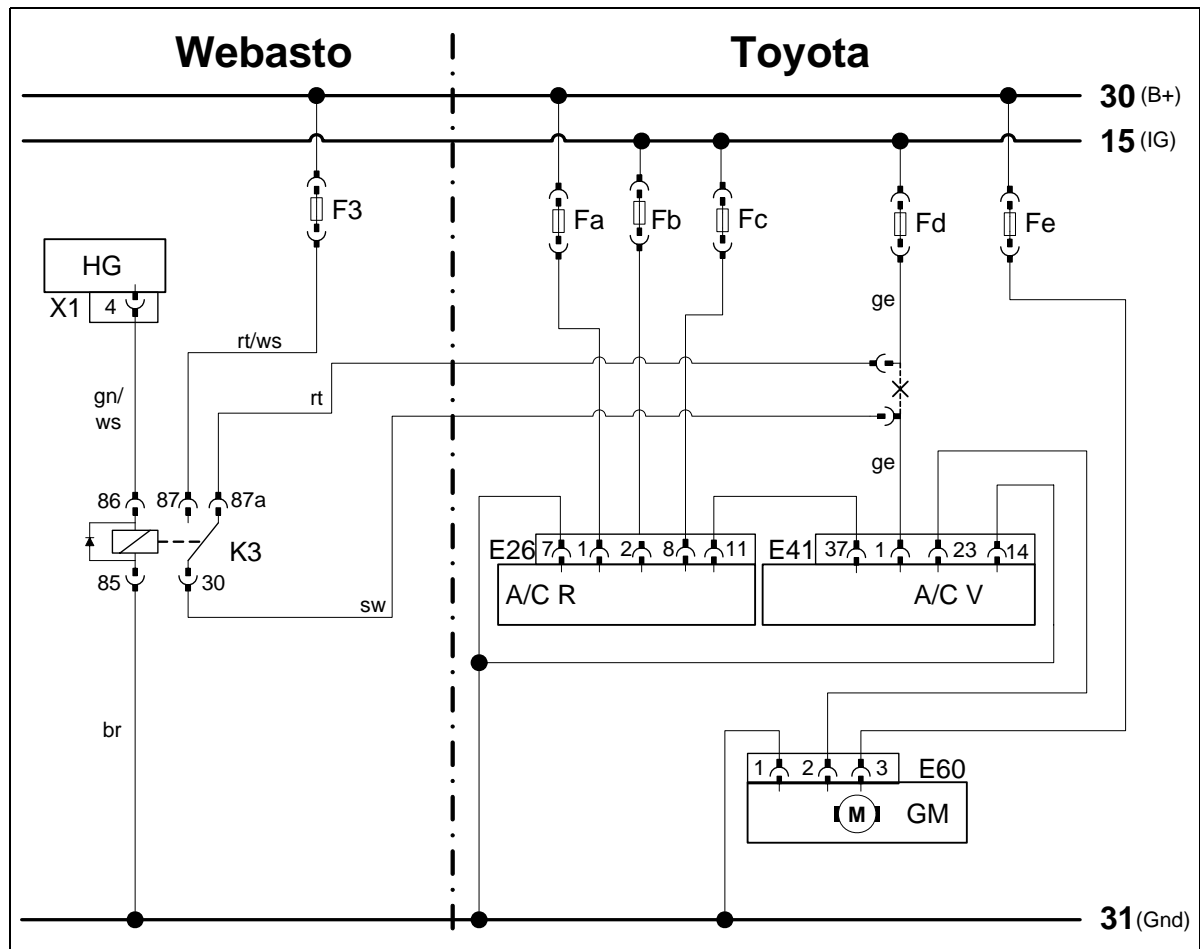 Webasto
Toyota
30 (B+)
15 (IG)
F3
Fa
Fb
Fc
Fd
Fe
HG
X1
4
ge
rt/ws
gn/
ws
rt
ge
86
87
87a
K3
85
30
sw
E26
7
1
2
8
11
E41
37
1
23
14
A/C R
A/C V
br
1
2
3
E60
M
GM
31 (Gnd)